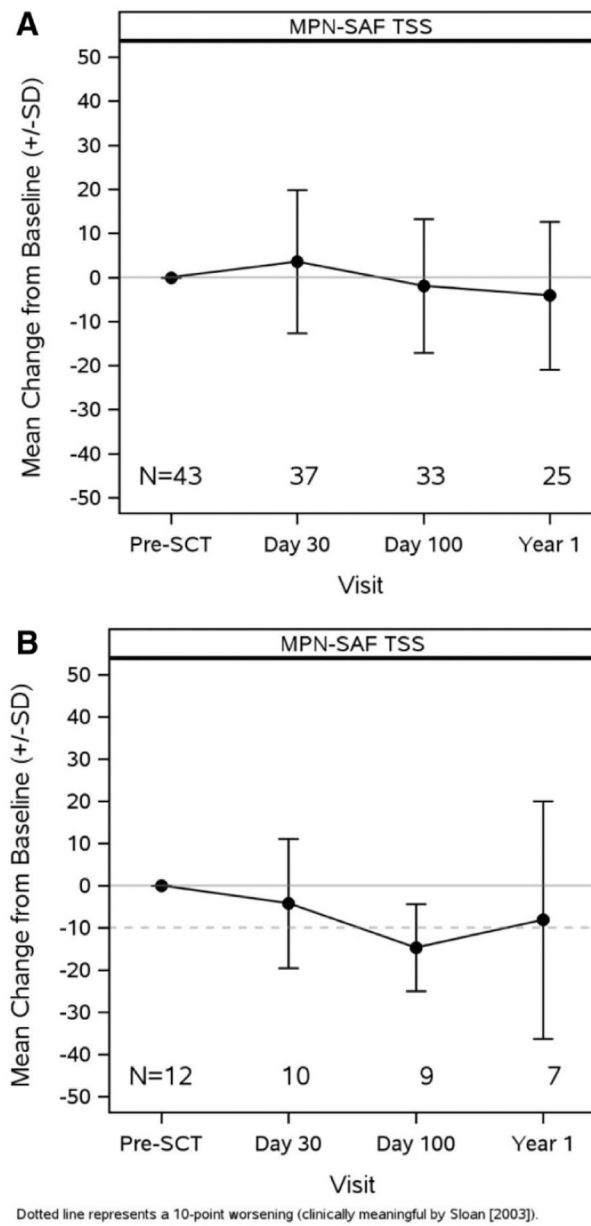 A
MPN-SAF TSS
Mean Change from Baseline (+/-SD)
50
40
30
20
10
0
-10
-20
-30
-40
-50
N=43 37 33 25
Pre-SCT Day 30 Day 100 Year 1
Visit
B
MPN-SAF TSS
Mean Change from Baseline (+/-SD)
50
40
30
20
10
0
-10
-20
-30
-40
-50
N=12 10 9 7
Pre-SCT Day 30 Day 100 Year 1
Visit
Dotted line represents a 10-point worsening (clinically meaningful by Sloan [2003]).